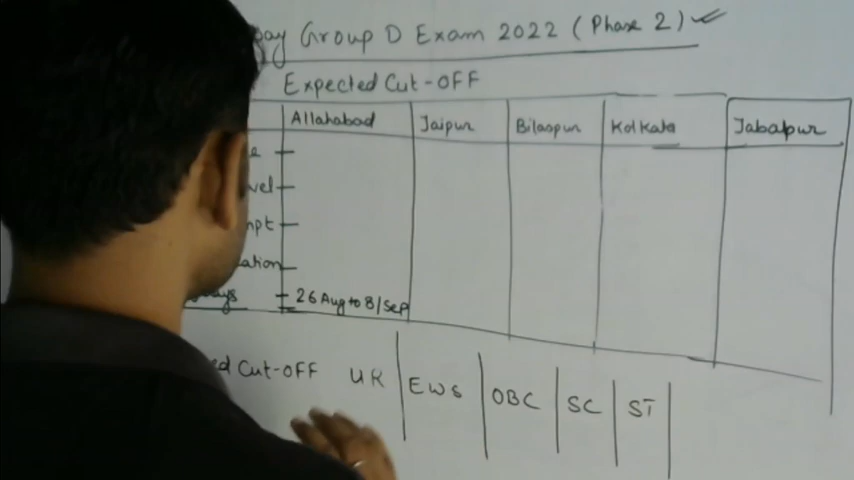 Group D Exam 2022 (Phase 2) ✓
Expected Cut-OFF
Allahabad Jaipur Bilaspur Kolkata Jabalpur
26 Aug to 8/Sep
Cut-OFF UR EWS OBC SC ST